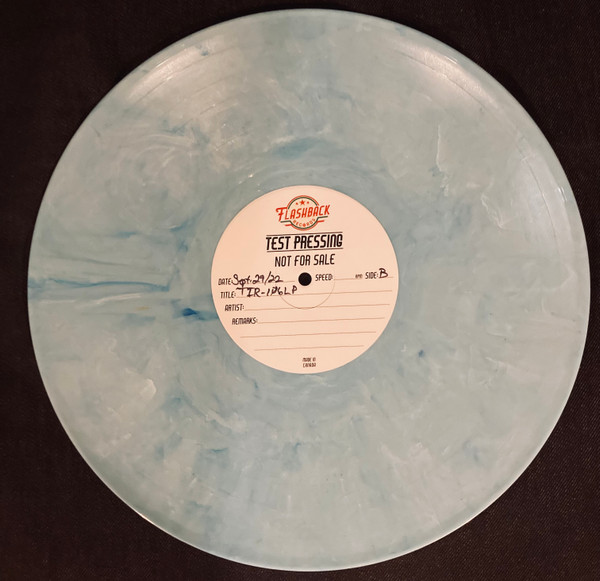 FLASHBACK
RECORDS
TEST PRESSING
NOT FOR SALE
DATE: Sept. 29/22 SPEED: RPM SIDE: B
TITLE: TIR-126LP
ARTIST:
REMARKS:
MADE IN
CANADA